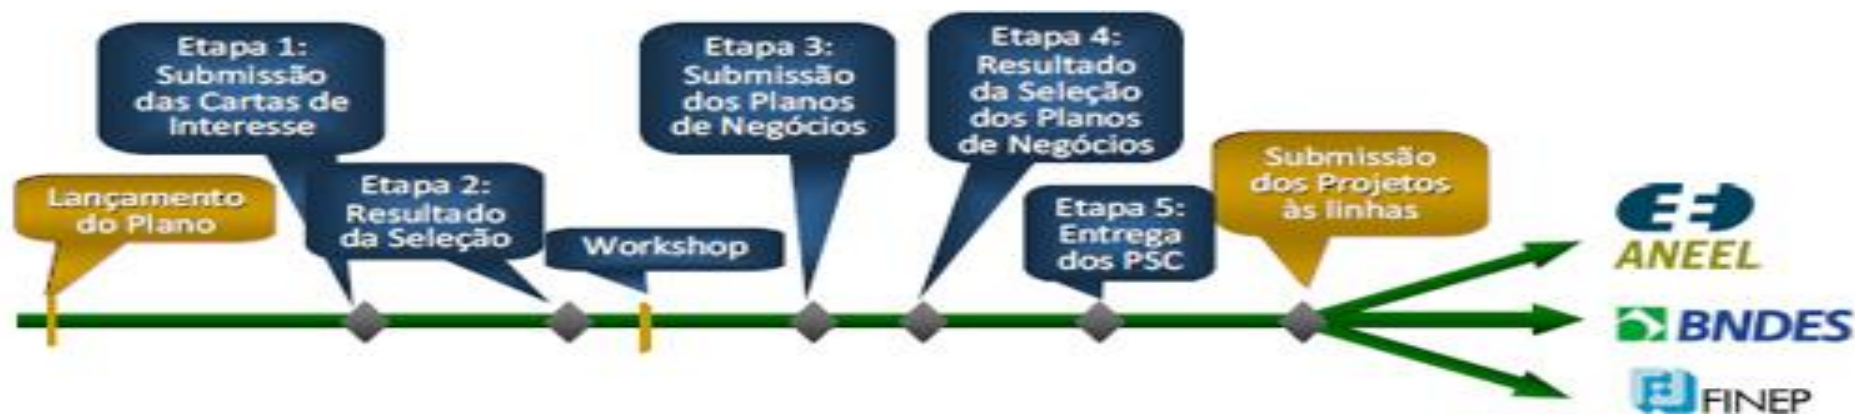 Lançamento
do Plano
Etapa 1:
Submissão
das Cartas de
Interesse
Etapa 2:
Resultado
da Seleção
Workshop
Etapa 3:
Submissão
dos Planos
de Negócios
Etapa 4:
Resultado
da Seleção
dos Planos
de Negócios
Etapa 5:
Entrega
dos PSC
Submissão
dos Projetos
às linhas
ANEEL
BNDES
FINEP